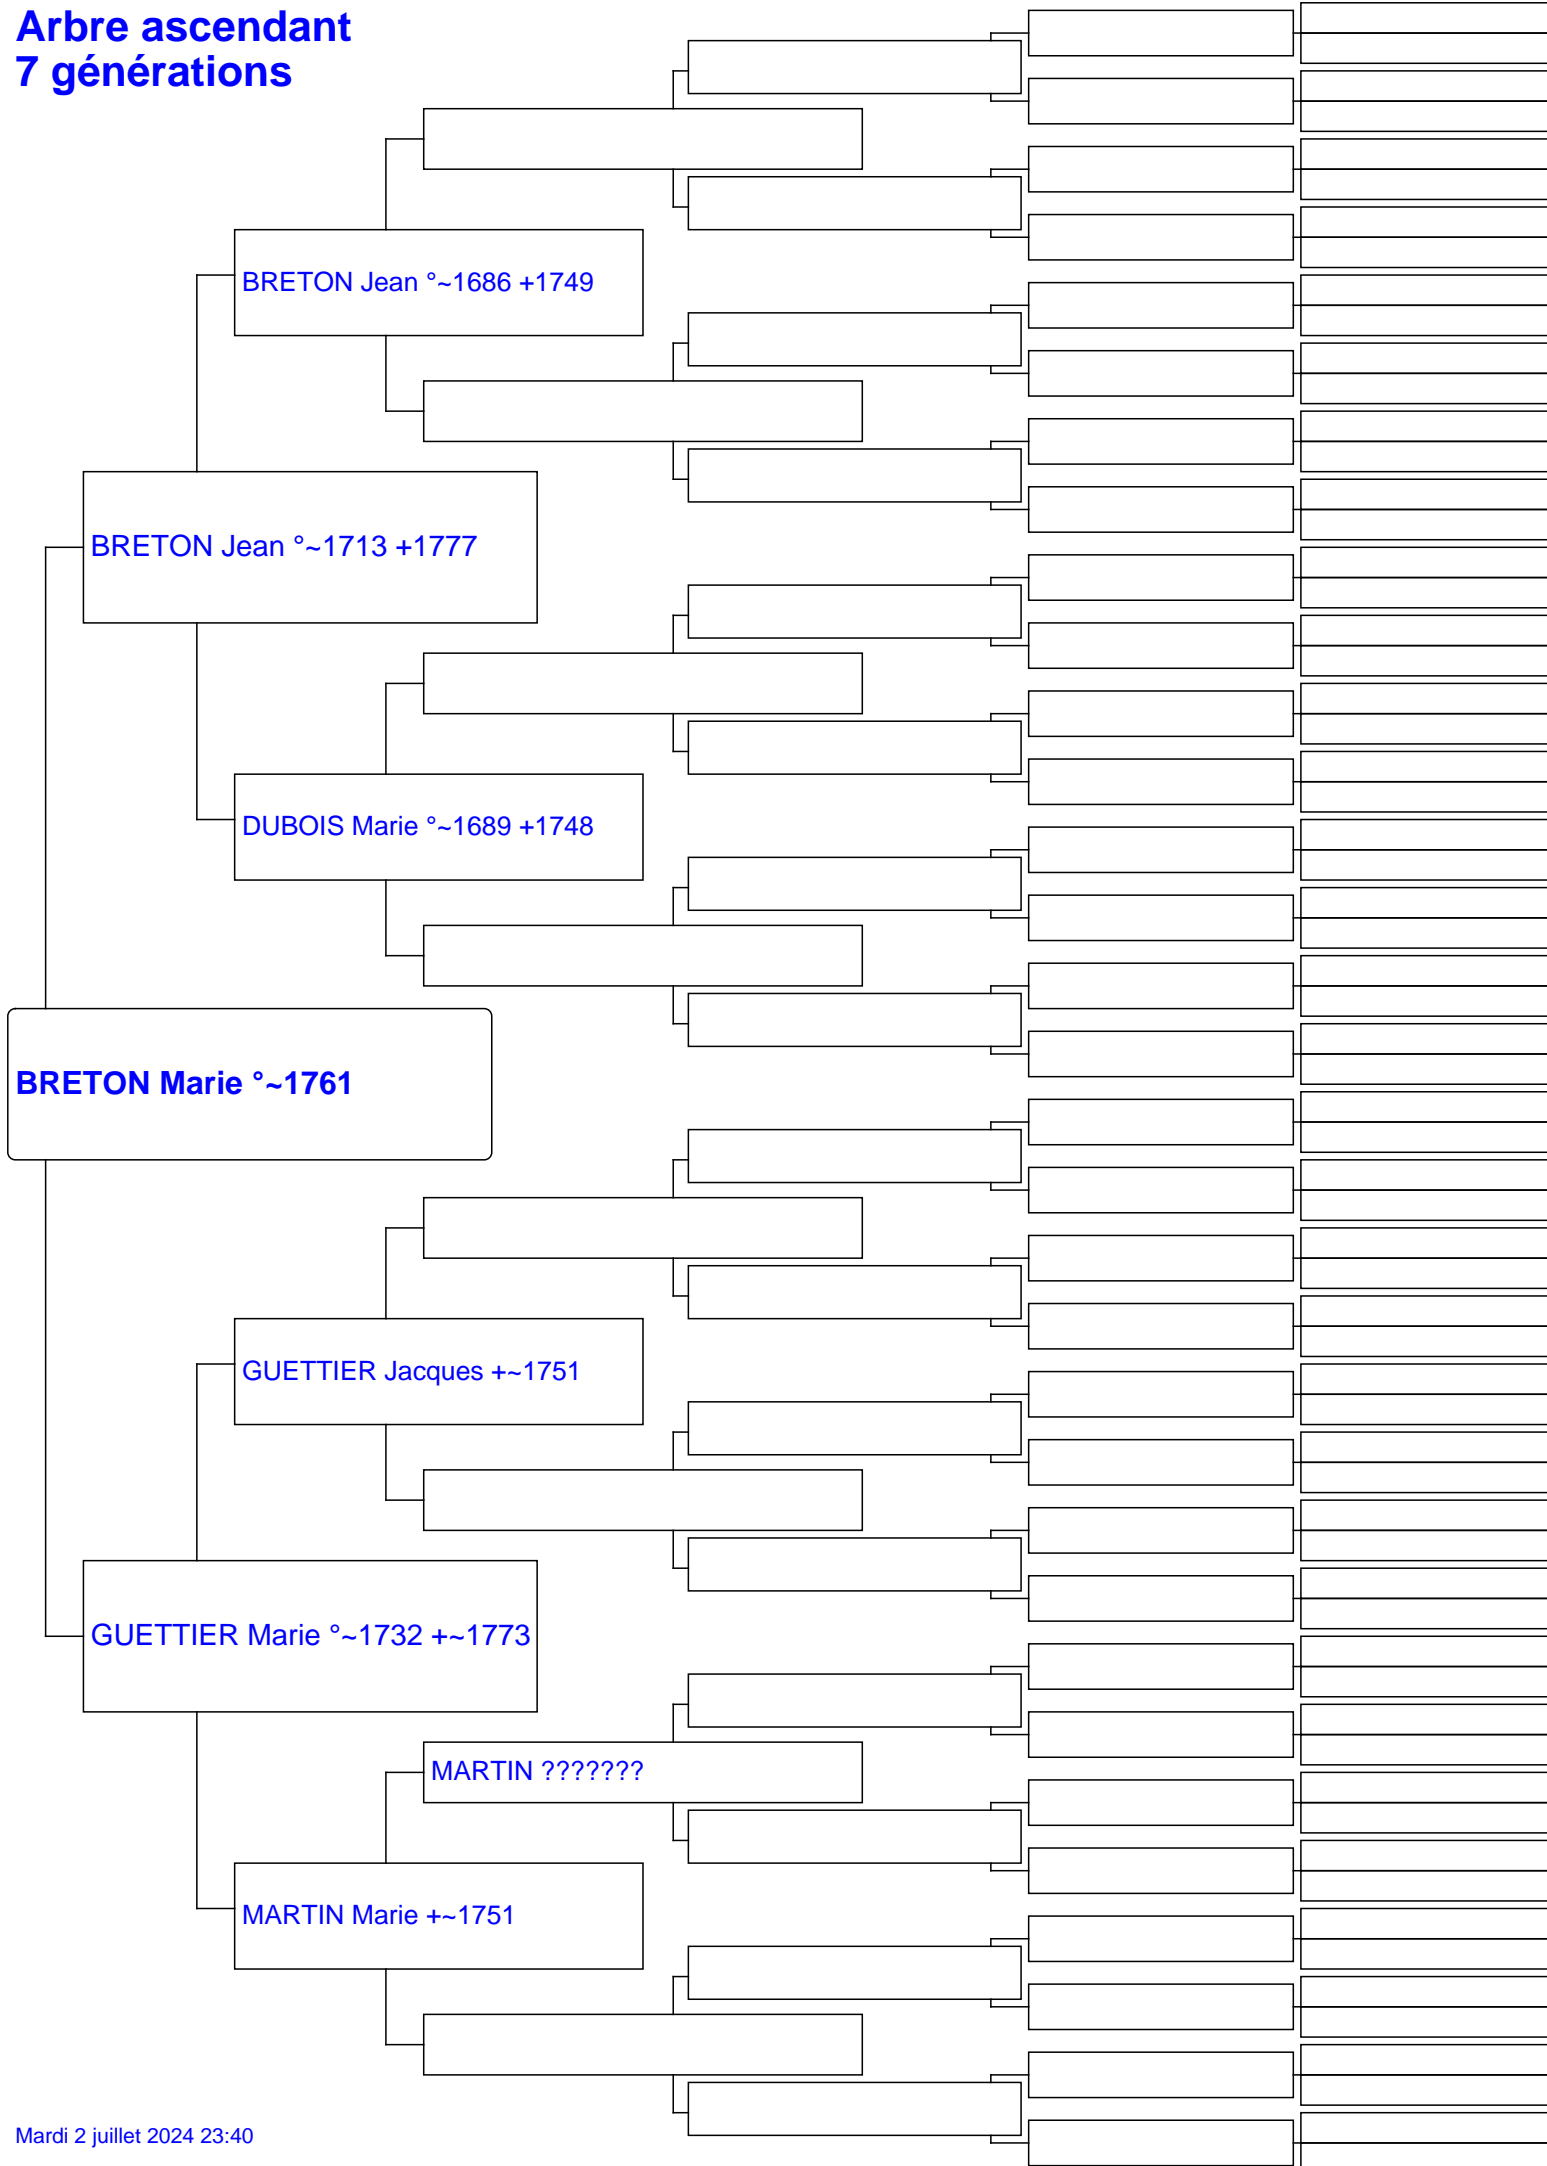 Arbre ascendant
7 générations
BRETON Jean °~1686 +1749
BRETON Jean °~1713 +1777
DUBOIS Marie °~1689 +1748
BRETON Marie °~1761
GUETTIER Jacques +~1751
GUETTIER Marie °~1732 +~1773
MARTIN ???????
MARTIN Marie +~1751
Mardi 2 juillet 2024 23:40